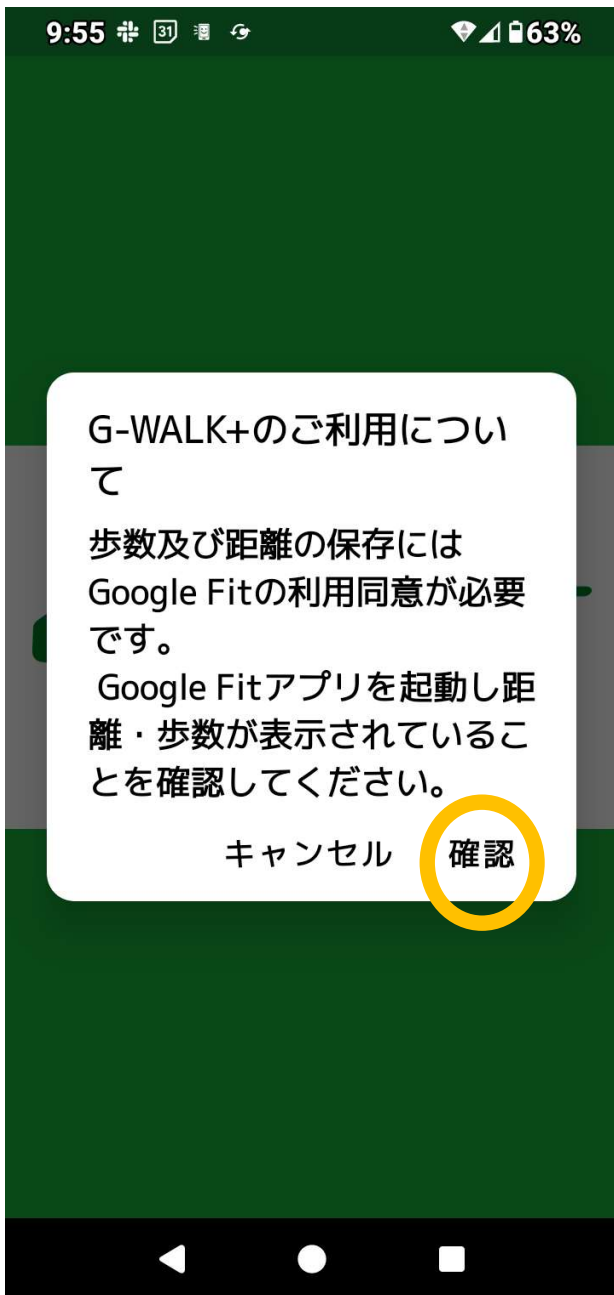 9:55 31 63%
G-WALK+のご利用につい
て
歩数及び距離の保存には
Google Fitの利用同意が必要
です。
Google Fitアプリを起動し距
離・歩数が表示されているこ
とを確認してください。
キャンセル 確認